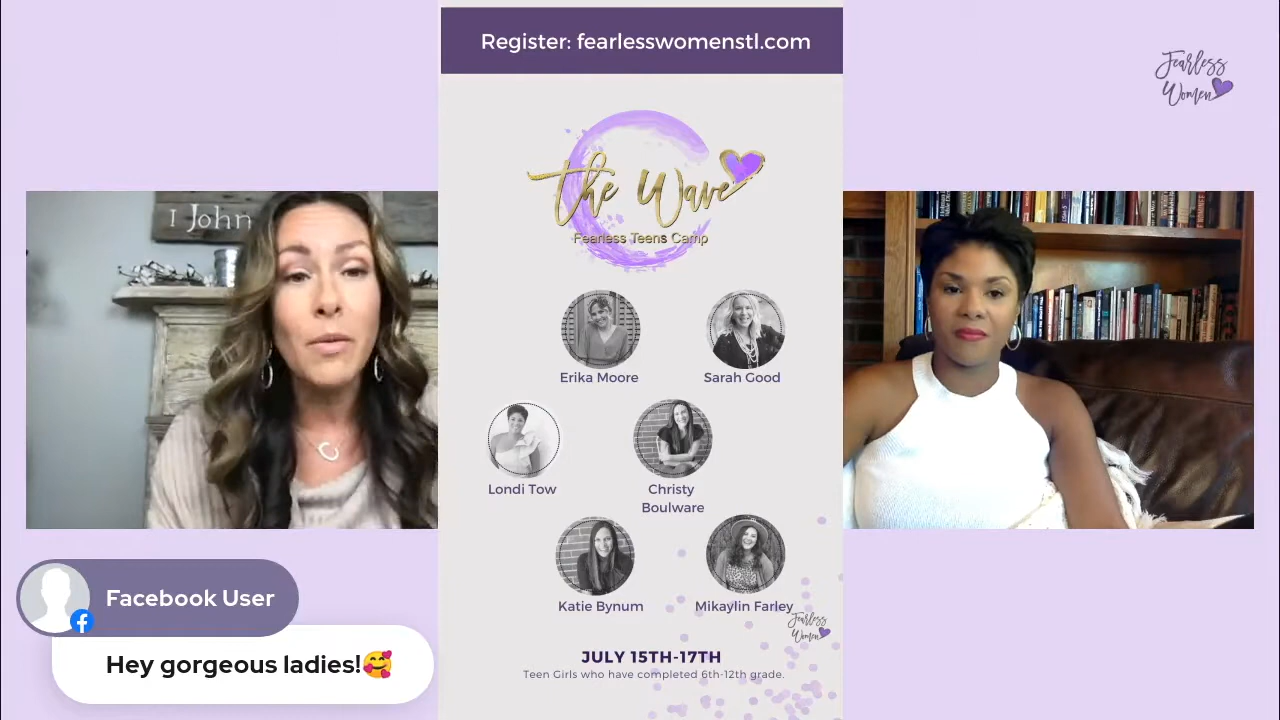 Register: fearlesswomenstl.com
Fearless
Women
I John
the Wave
Fearless Teens Camp
Erika Moore
Sarah Good
Londi Tow
Christy
Boulware
Katie Bynum
Mikaylin Farley
Fearless
Women
JULY 15TH-17TH
Teen Girls who have completed 6th-12th grade.
Facebook User
Hey gorgeous ladies!🥰